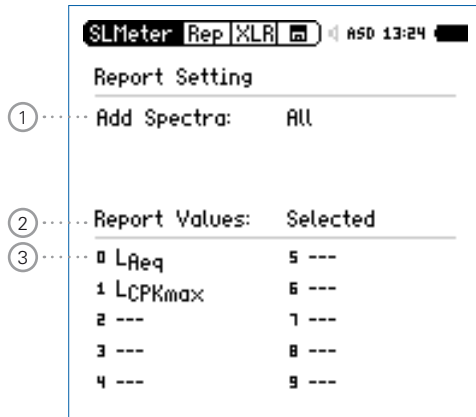 SLMeter Rep XLR ASD 13:24
Report Setting
1 Add Spectra: All
2 Report Values: Selected
3 0 LAeq 5 ---
1 LCPKmax 6 ---
2 --- 7 ---
3 --- 8 ---
4 --- 9 ---